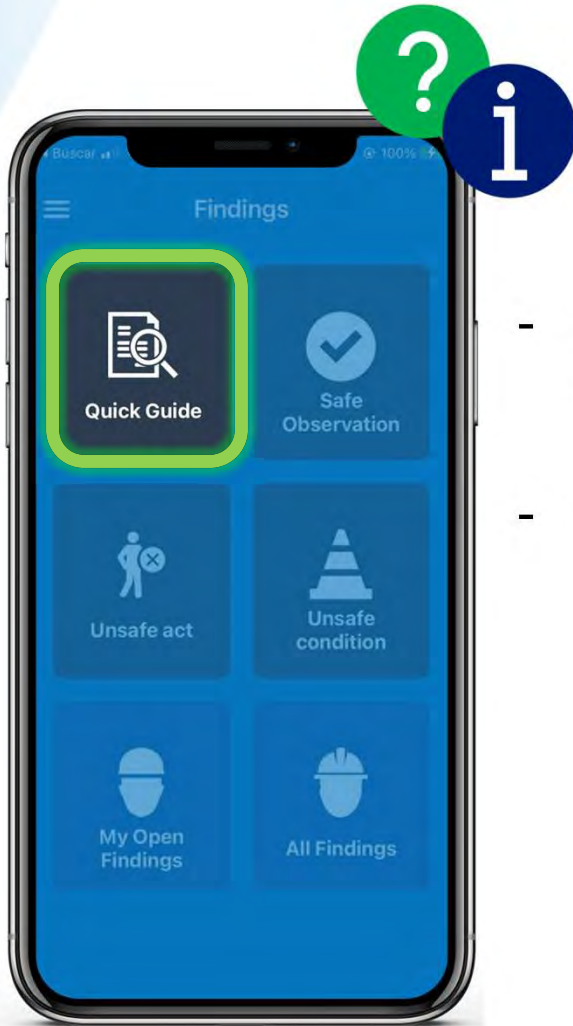 ?
i
Buscar
100%
Findings
Quick Guide
Safe
Observation
-
Unsafe act
Unsafe
condition
-
My Open
Findings
All Findings